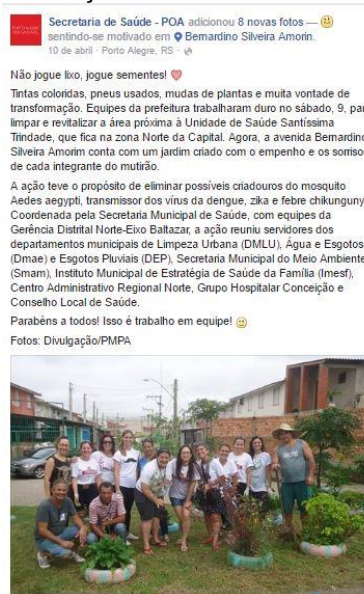 Secretaria de Saúde - POA adicionou 8 novas fotos —
sentindo-se motivado em Bernardino Silveira Amorin.
10 de abril · Porto Alegre, RS ·
Não jogue lixo, jogue sementes!
Tintas coloridas, pneus usados, mudas de plantas e muita vontade de
transformação. Equipes da prefeitura trabalharam duro no sábado, 9, par
limpar e revitalizar a área próxima à Unidade de Saúde Santíssima
Trindade, que fica na zona Norte da Capital. Agora, a avenida Bernardino
Silveira Amorim conta com um jardim criado com o empenho e os sorrisos
de cada integrante do mutirão.
A ação teve o propósito de eliminar possíveis criadouros do mosquito
Aedes aegypti, transmissor dos vírus da dengue, zika e febre chikunguny
Coordenada pela Secretaria Municipal de Saúde, com equipes da
Gerência Distrital Norte-Eixo Baltazar, a ação reuniu servidores dos
departamentos municipais de Limpeza Urbana (DMLU), Água e Esgotos
(Dmae) e Esgotos Pluviais (DEP), Secretaria Municipal do Meio Ambiente
(Smam), Instituto Municipal de Estratégia de Saúde da Família (Imesf),
Centro Administrativo Regional Norte, Grupo Hospitalar Conceição e
Conselho Local de Saúde.
Parabéns a todos! Isso é trabalho em equipe!
Fotos: Divulgação/PMPA